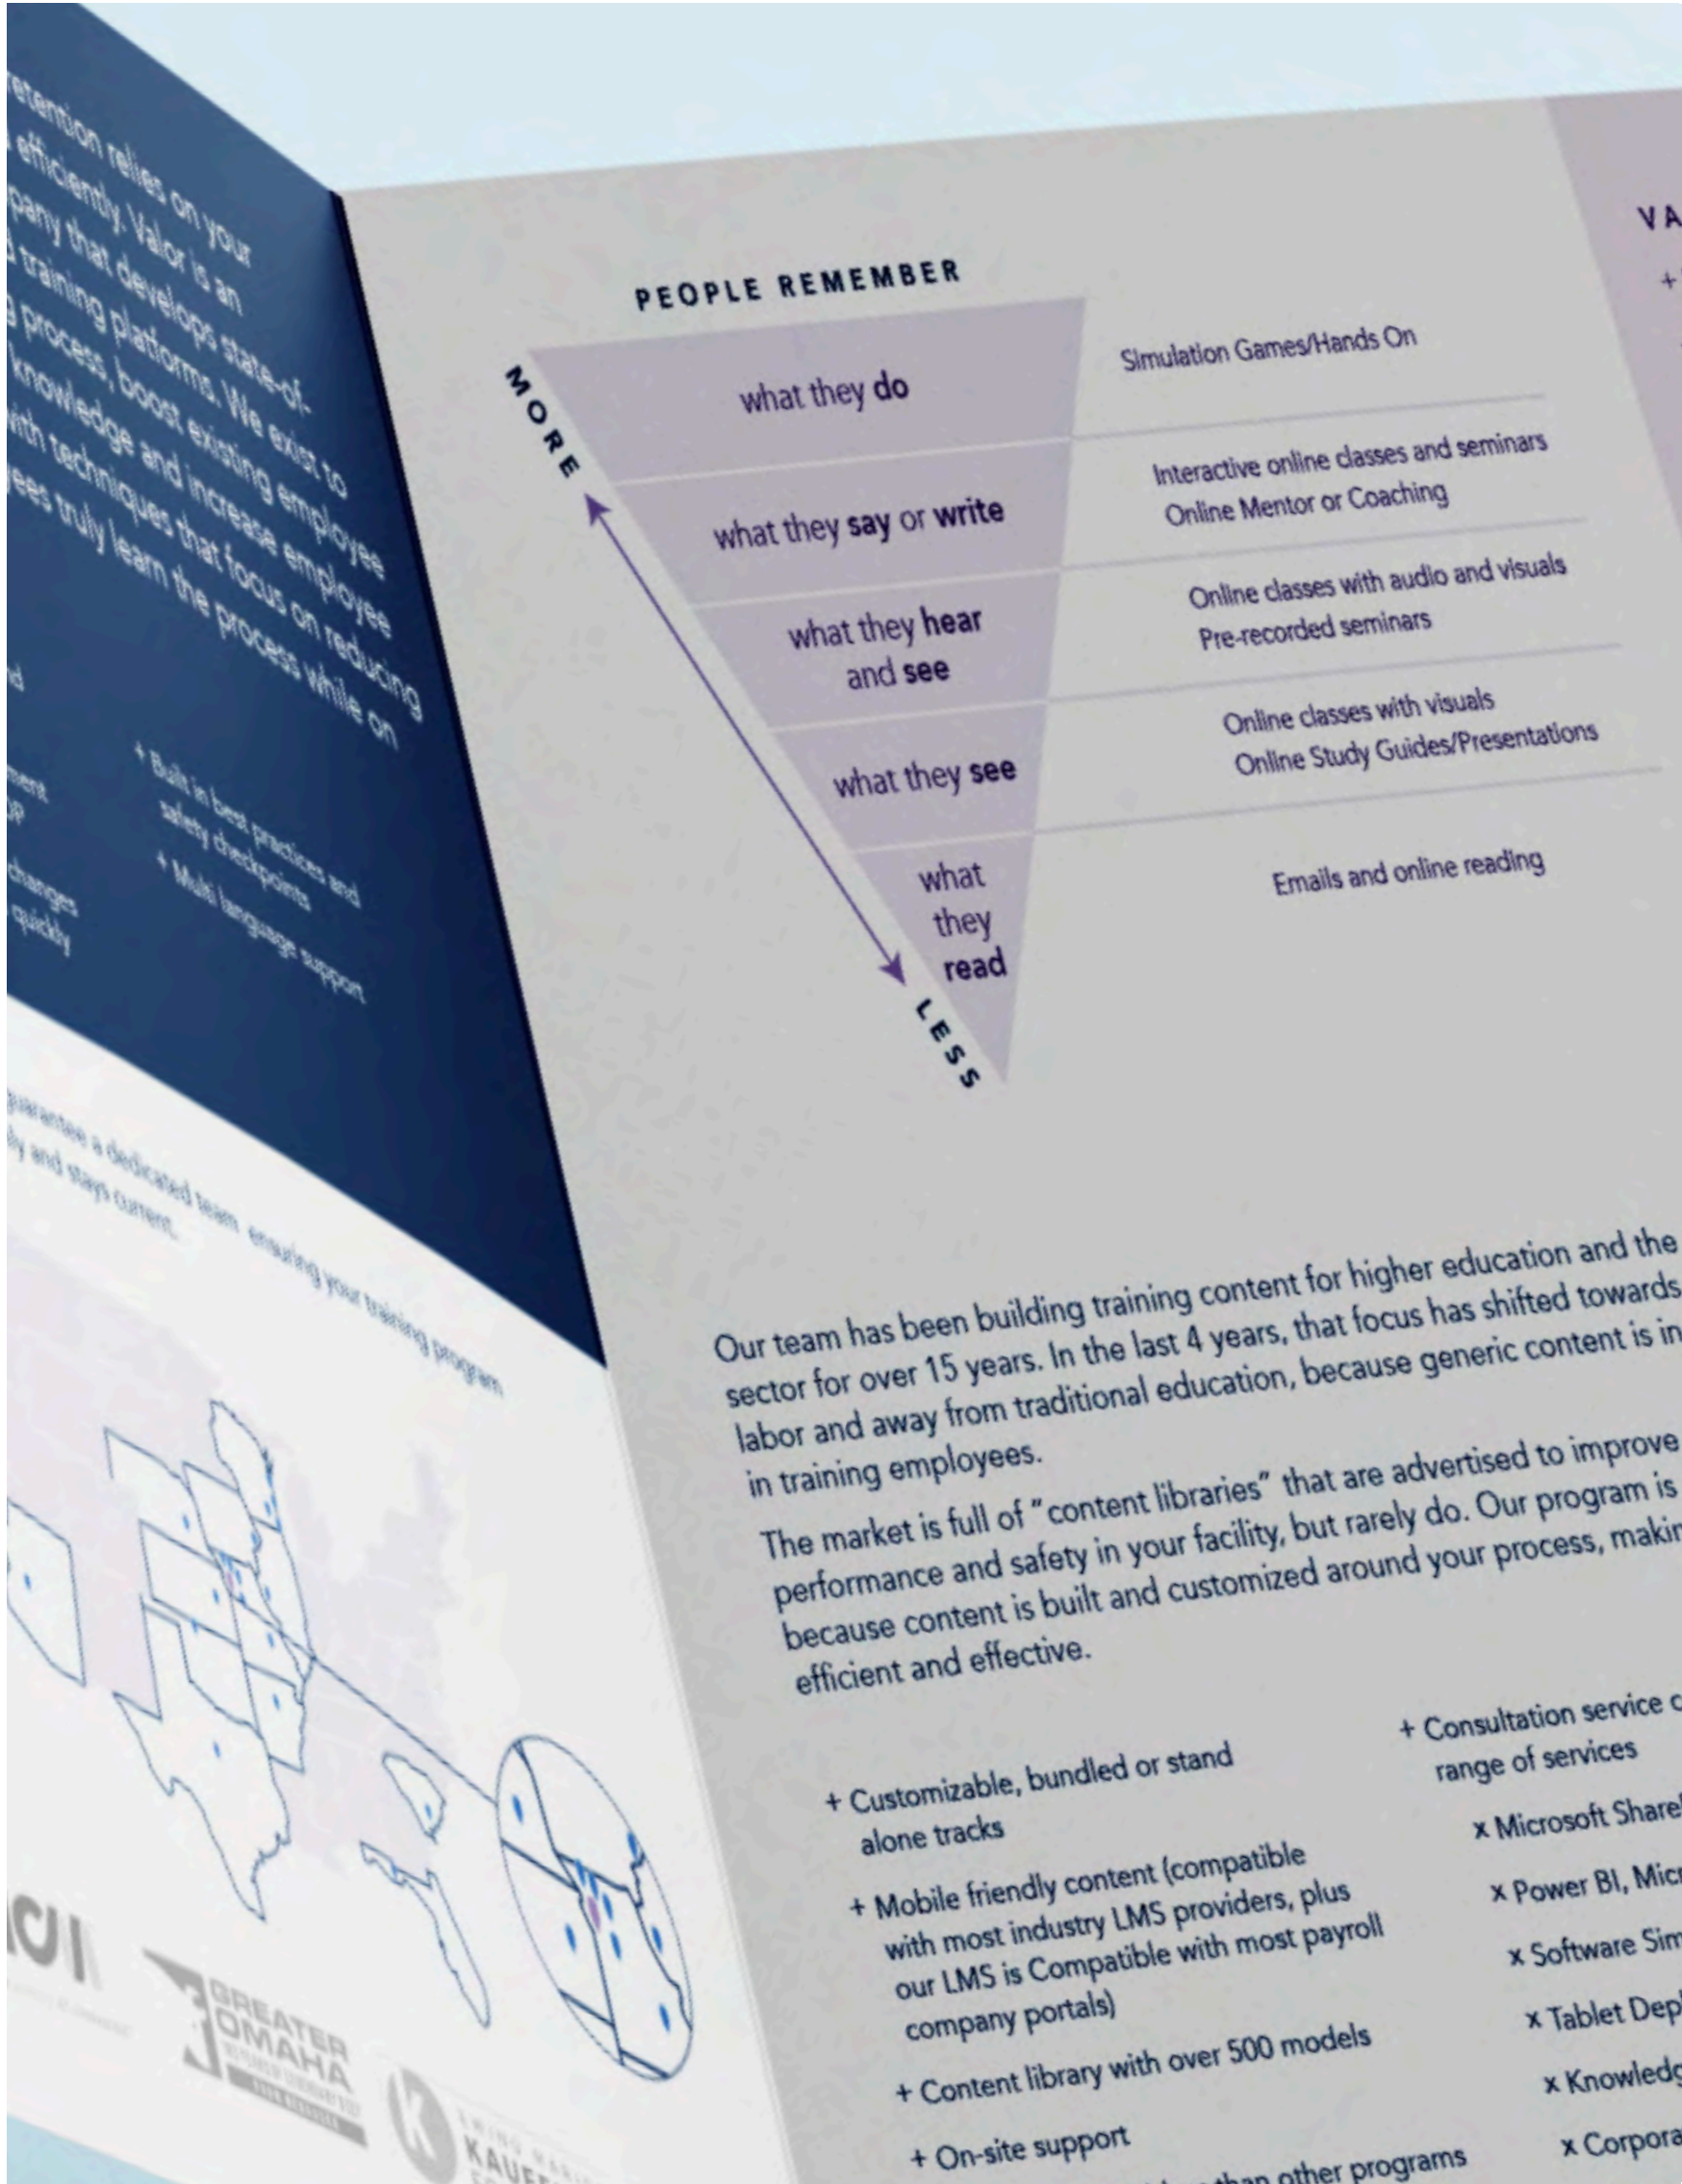 retention relies on your
efficiently. Valor is an
that develops state-of-
training platforms. We exist to
process, boost existing employee
knowledge and increase employee
with techniques that focus on reducing
truly learn the process while on
+ Built in best practices and
safety checkpoints
+ Multi language support
changes
quickly
guarantee a dedicated team ensuring your training program
and stays current.
GREATER
OMAHA
KAUFF
PEOPLE REMEMBER
MORE
what they do
Simulation Games/Hands On
what they say or write
Interactive online classes and seminars
Online Mentor or Coaching
what they hear
and see
Online classes with audio and visuals
Pre-recorded seminars
what they see
Online classes with visuals
Online Study Guides/Presentations
what
they
read
Emails and online reading
LESS
VA
+
Our team has been building training content for higher education and the
sector for over 15 years. In the last 4 years, that focus has shifted towards
labor and away from traditional education, because generic content is in
in training employees.
The market is full of "content libraries" that are advertised to improve
performance and safety in your facility, but rarely do. Our program is
because content is built and customized around your process, makin
efficient and effective.
+ Customizable, bundled or stand
alone tracks
+ Mobile friendly content (compatible
with most industry LMS providers, plus
our LMS is Compatible with most payroll
company portals)
+ Content library with over 500 models
+ On-site support
than other programs
+ Consultation service
range of services
x Microsoft Share
x Power BI, Micr
x Software Sim
x Tablet Dep
x Knowledg
x Corpora